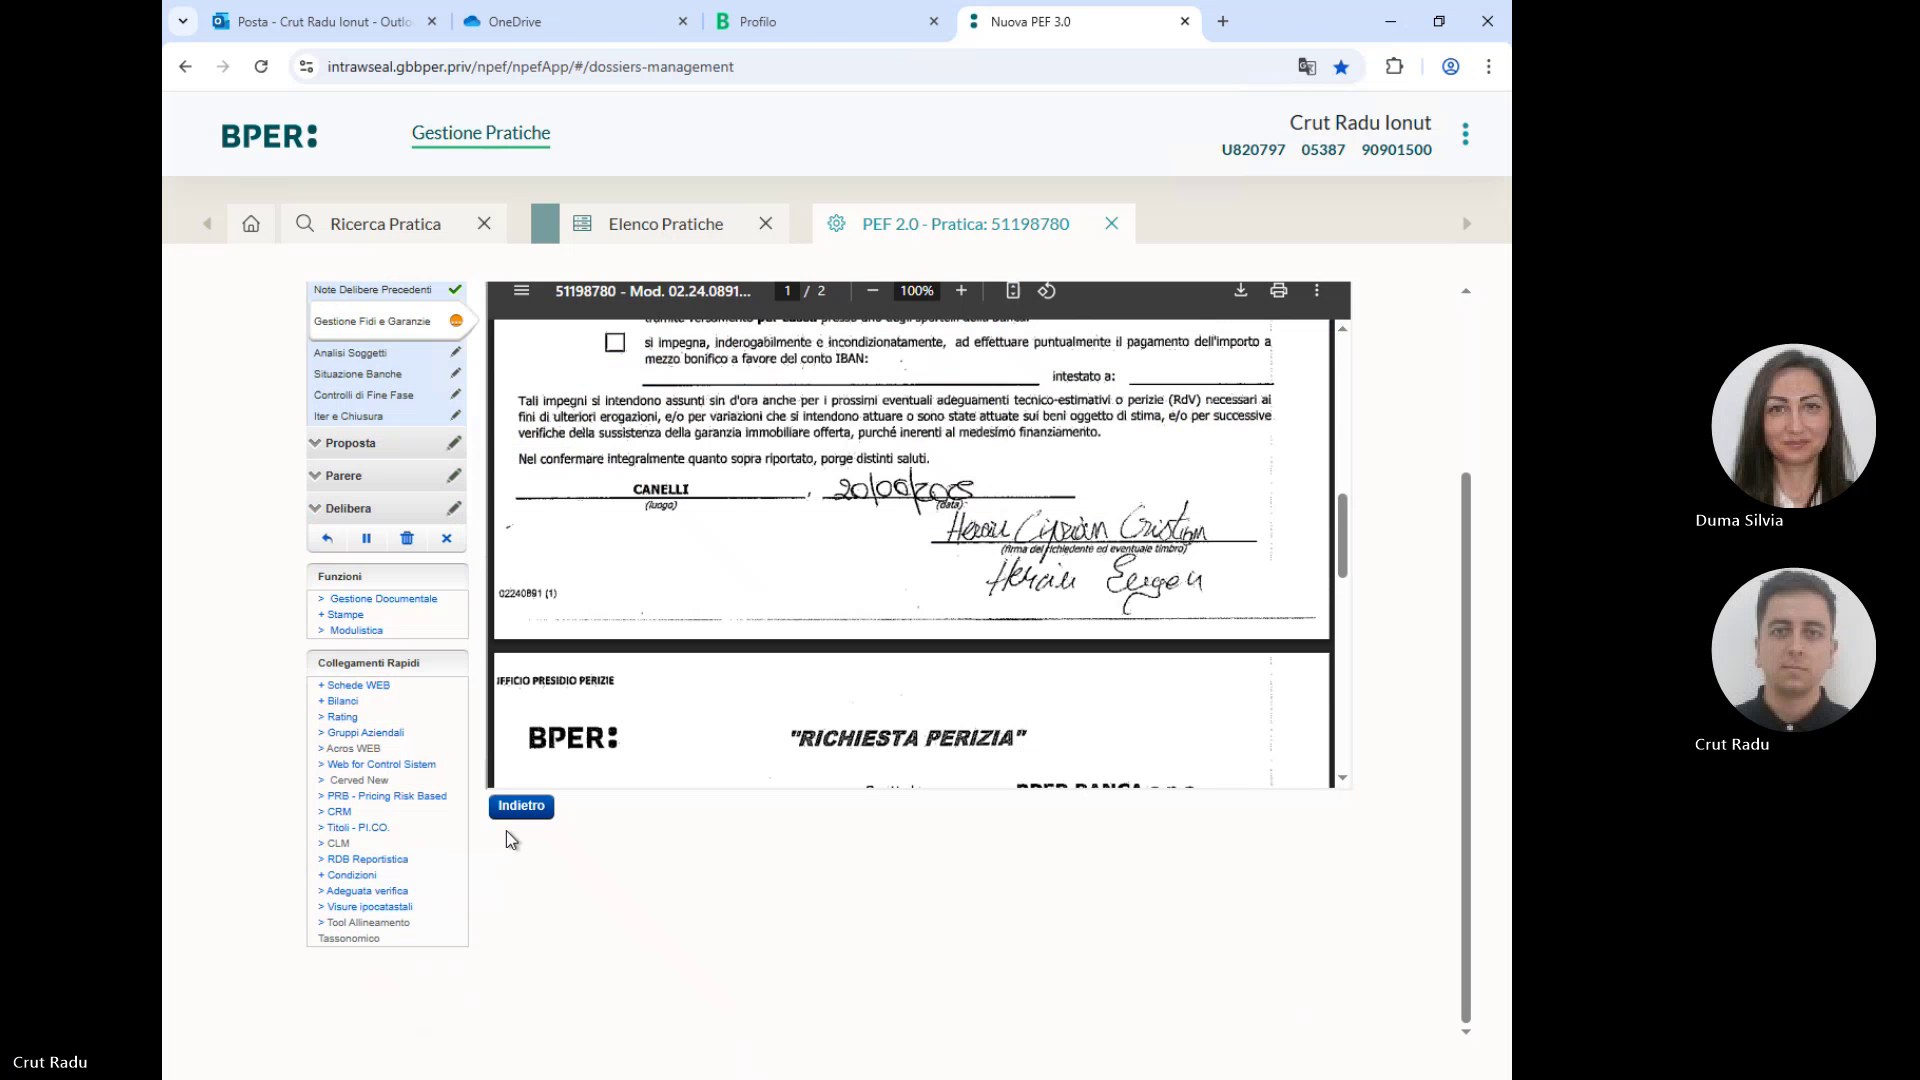 Posta - Crut Radu Ionut - Outlo
OneDrive
Profilo
Nuova PEF 3.0
intrawseal.gbbper.priv/npef/npefApp/#/dossiers-management
BPER:
Gestione Pratiche
Crut Radu Ionut
U820797 05387 90901500
Ricerca Pratica
Elenco Pratiche
PEF 2.0 - Pratica: 51198780
Note Delibere Precedenti
Gestione Fidi e Garanzie
Analisi Soggetti
Situazione Banche
Controlli di Fine Fase
Iter e Chiusura
Proposta
Parere
Delibera
Funzioni
> Gestione Documentale
+ Stampe
> Modulistica
Collegamenti Rapidi
+ Schede WEB
+ Bilanci
> Rating
> Gruppi Aziendali
> Acros WEB
> Web for Control Sistem
> Cerved New
> PRB - Pricing Risk Based
> CRM
> Titoli - PI.CO.
> CLM
> RDB Reportistica
+ Condizioni
> Adeguata verifica
> Visure ipocatastali
> Tool Allineamento
Tassonomico
51198780 - Mod. 02.24.0891...
1 / 2
100%
si impegna, inderogabilmente e incondizionatamente, ad effettuare puntualmente il pagamento dell'importo a
mezzo bonifico a favore del conto IBAN:
intestato a:
Tali impegni si intendono assunti sin d'ora anche per i prossimi eventuali adeguamenti tecnico-estimativi o perizie (RdV) necessari ai
fini di ulteriori erogazioni, e/o per variazioni che si intendono attuare o sono state attuate sui beni oggetto di stima, e/o per successive
verifiche della sussistenza della garanzia immobiliare offerta, purché inerenti al medesimo finanziamento.
Nel confermare integralmente quanto sopra riportato, porge distinti saluti.
CANELLI ,
(luogo)
(data)
Cristian
(firma del richiedente ed eventuale timbro)
02240891 (1)
UFFICIO PRESIDIO PERIZIE
BPER:
"RICHIESTA PERIZIA"
Indietro
Duma Silvia
Crut Radu
Crut Radu